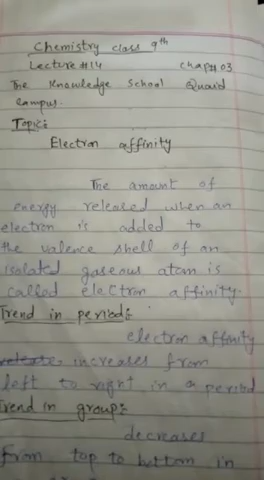 Chemistry class 9th
Lecture #14 Chap# 03
The Knowledge School Quaid
campus.
Topic:
Electron affinity
The amount of
energy released when an
electron is added to
the valence shell of an
isolated gaseous atom is
called electron affinity.
Trend in period:
electron affinity
increases from
left to right in a period
Trend in group:
decreases
from top to bottom in